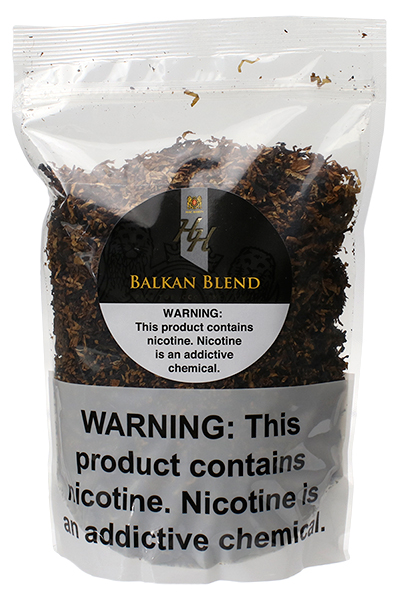 HH
BALKAN BLEND
WARNING:
This product contains
nicotine. Nicotine
is an addictive
chemical.
WARNING: This
product contains
nicotine. Nicotine is
an addictive chemical.